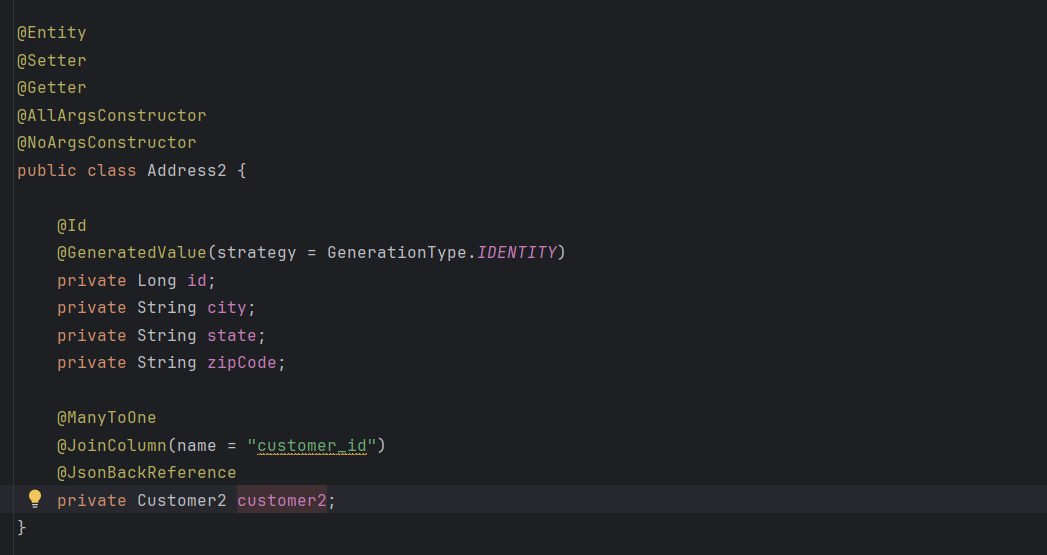 @Entity
@Setter
@Getter
@AllArgsConstructor
@NoArgsConstructor
public class Address2 {
@Id
@GeneratedValue(strategy = GenerationType.IDENTITY)
private Long id;
private String city;
private String state;
private String zipCode;
@ManyToOne
@JoinColumn(name = "customer_id")
@JsonBackReference
private Customer2 customer2;
}